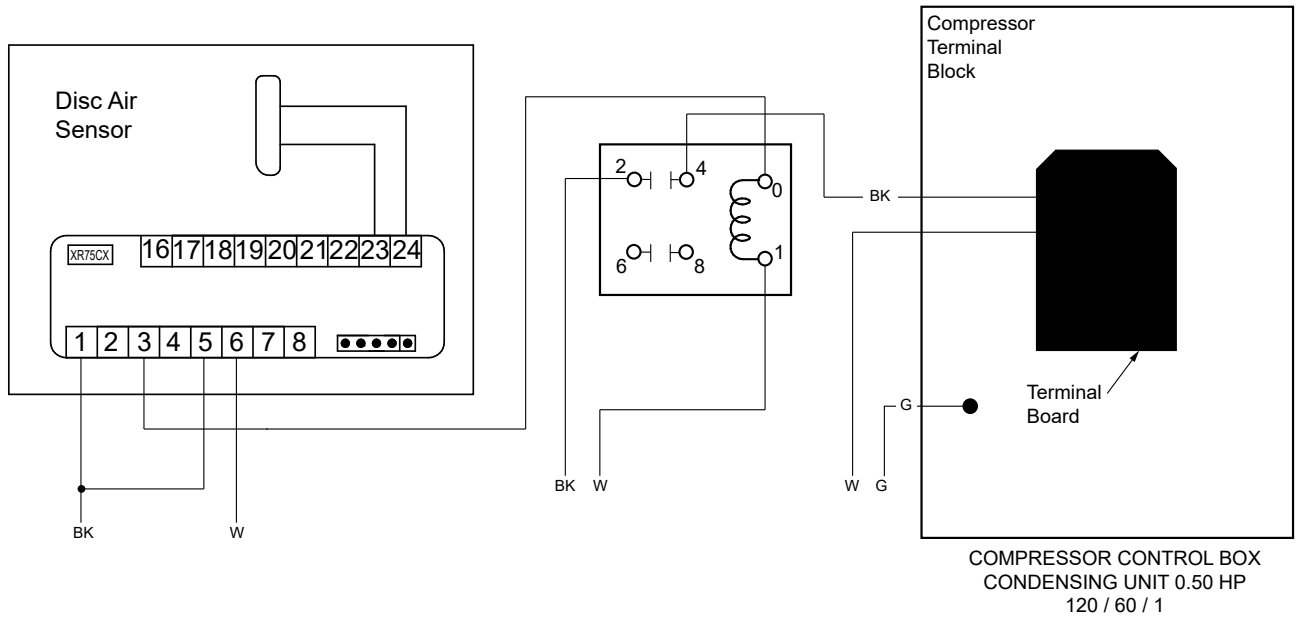 Compressor
Terminal
Block
Disc Air
Sensor
2
4
0
1
6
8
BK
XR75CX
16 17 18 19 20 21 22 23 24
1 2 3 4 5 6 7 8
Terminal
Board
G
BK W
W G
BK
W
COMPRESSOR CONTROL BOX
CONDENSING UNIT 0.50 HP
120 / 60 / 1